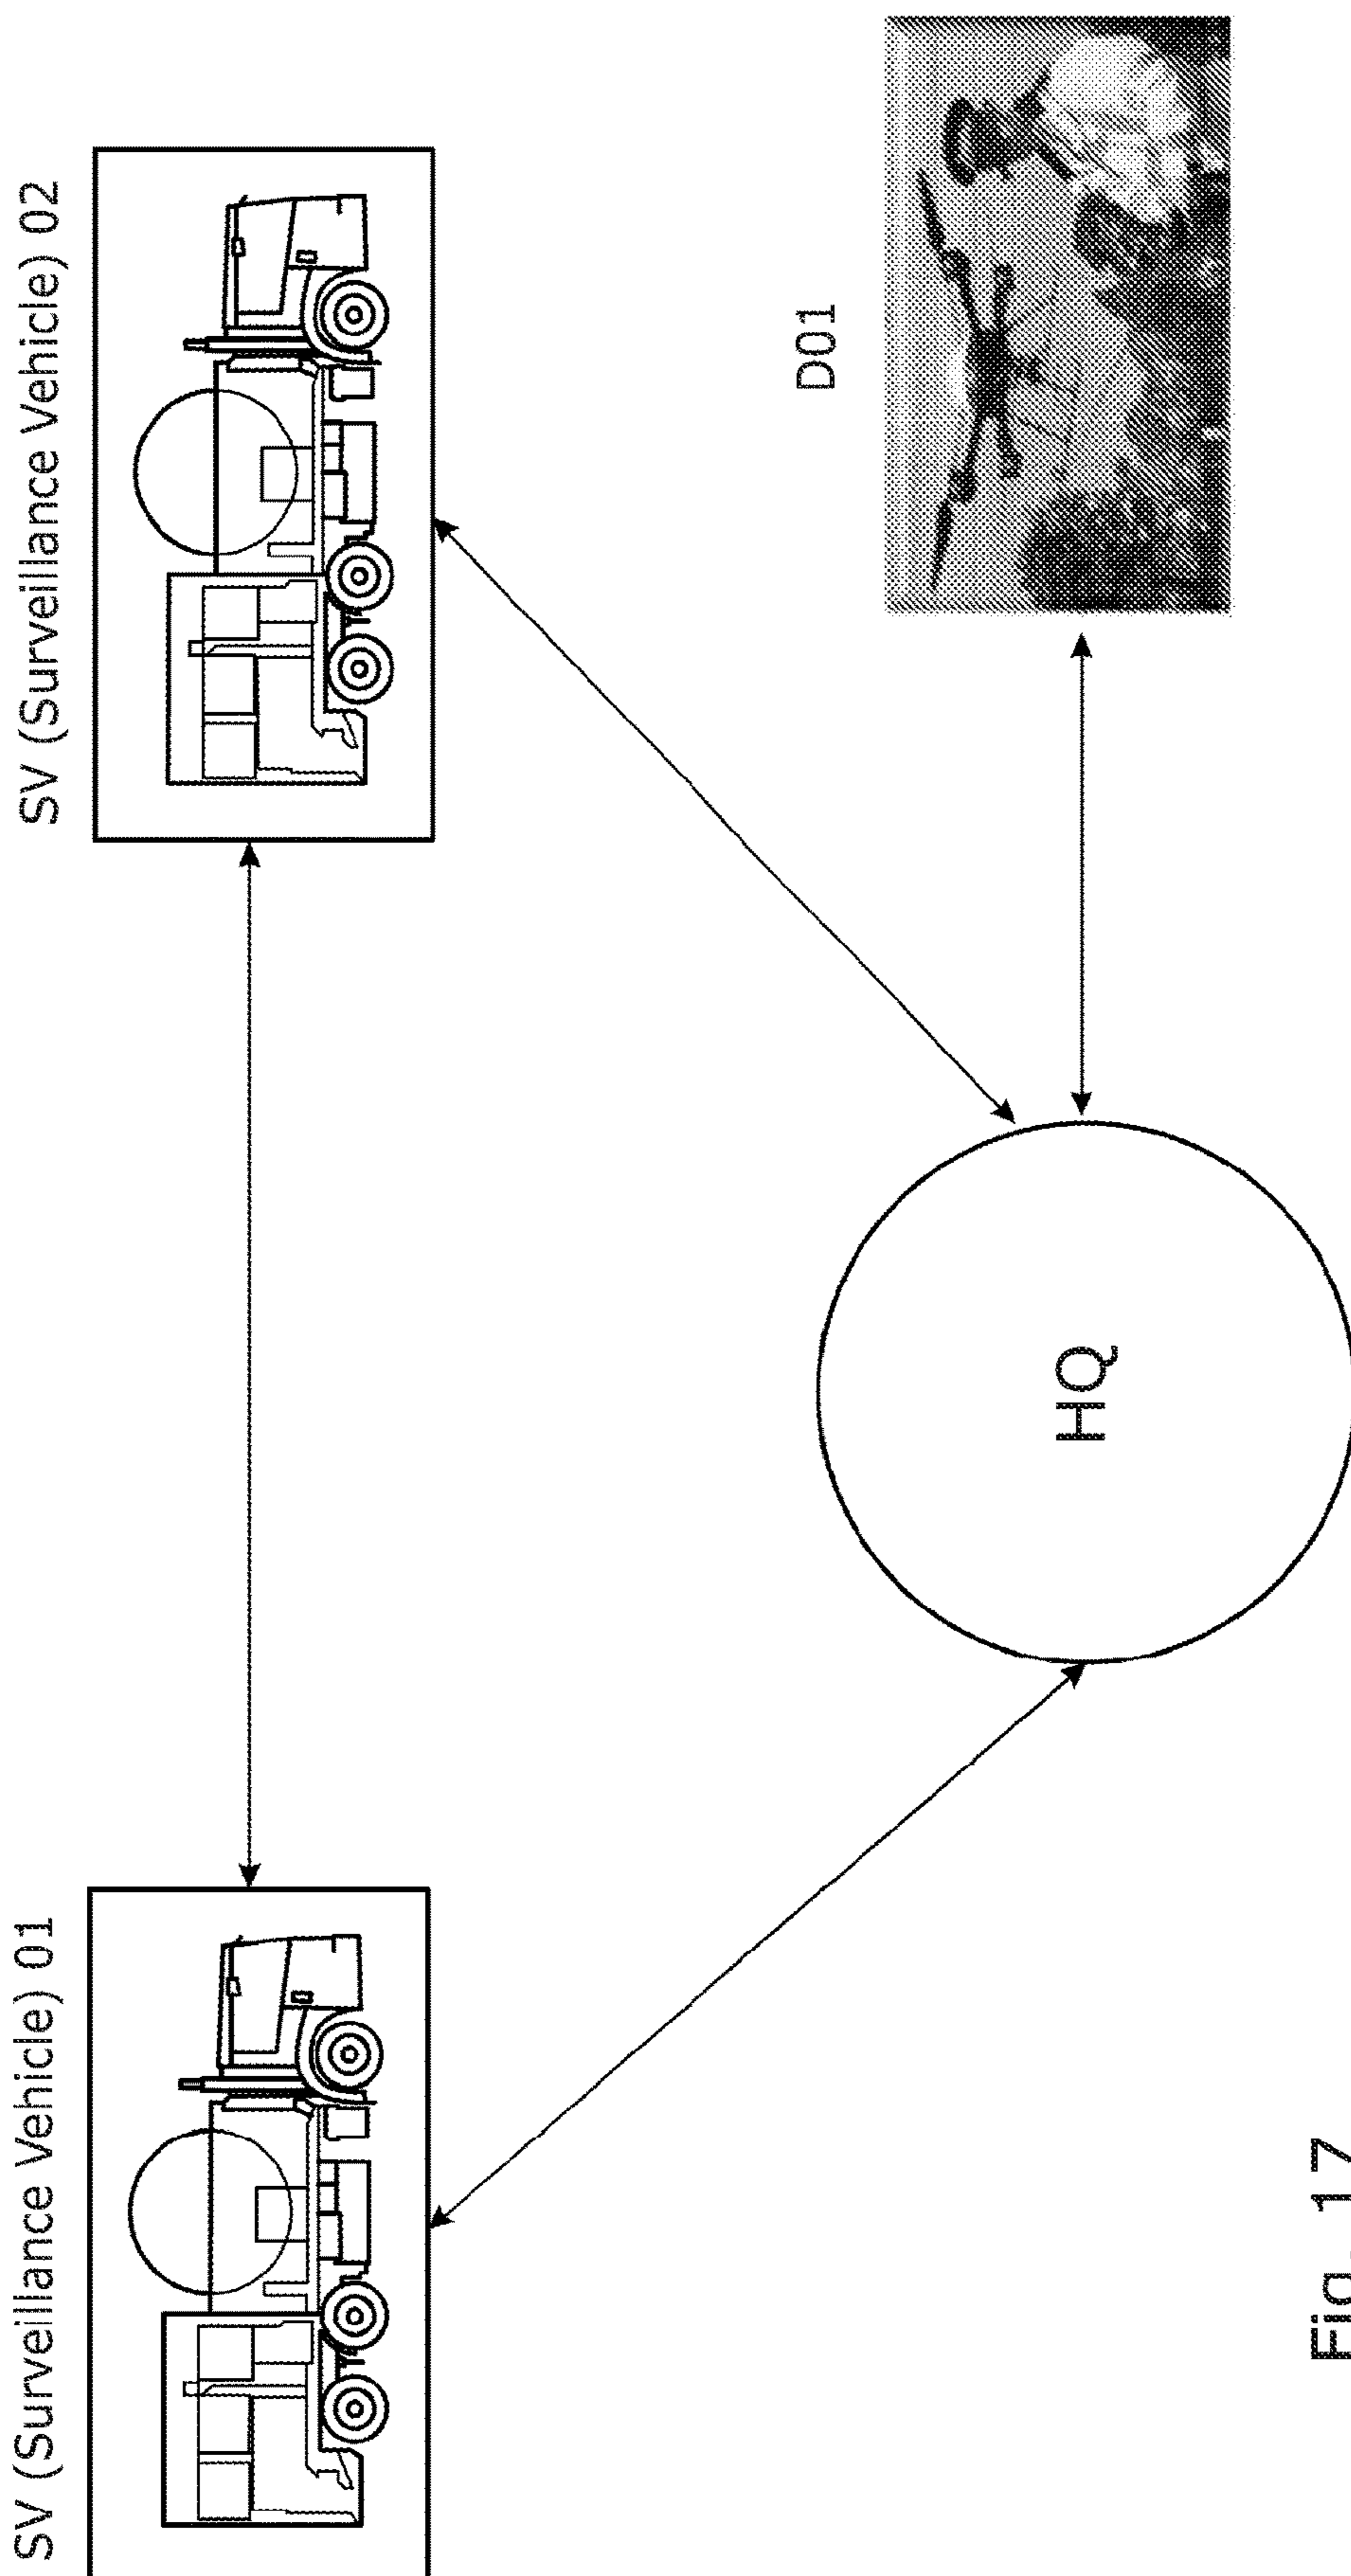 SV (Surveillance Vehicle) 01
SV (Surveillance Vehicle) 02
D01
HQ
Fig. 17